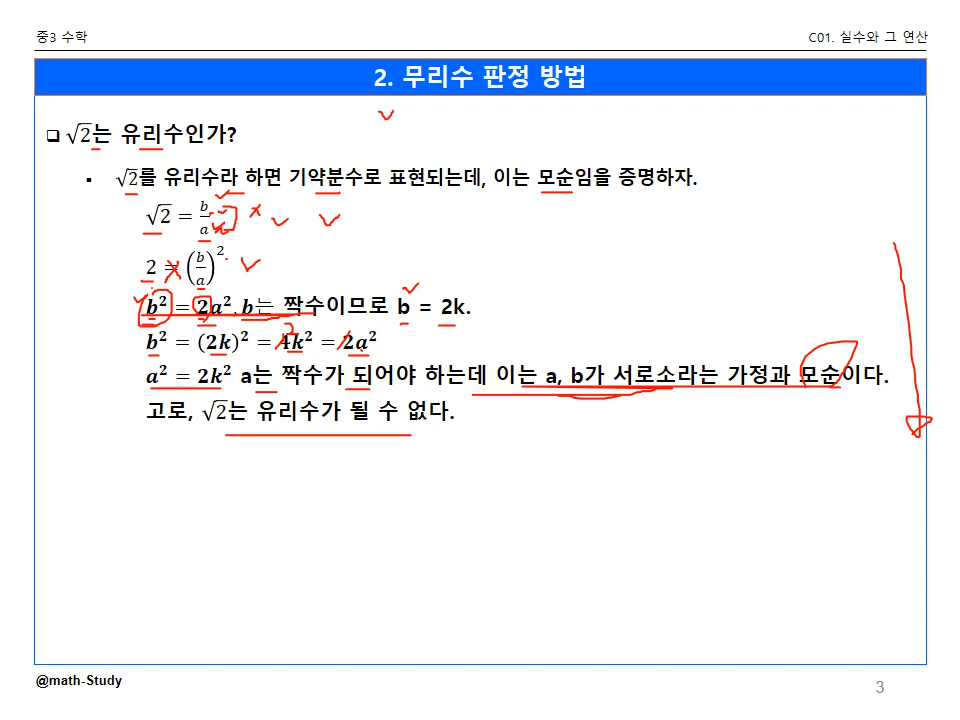 중3 수학
C01. 실수와 그 연산
2. 무리수 판정 방법
❑ √2는 유리수인가?
▪ √2를 유리수라 하면 기약분수로 표현되는데, 이는 모순임을 증명하자.
√2 = b/a
2 = (b/a)²
b² = 2a², b는 짝수이므로 b = 2k.
b² = (2k)² = 4k² = 2a²
a² = 2k² a는 짝수가 되어야 하는데 이는 a, b가 서로소라는 가정과 모순이다.
고로, √2는 유리수가 될 수 없다.
@math-Study
3